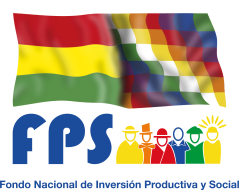 FPS
Fondo Nacional de Inversión Productiva y Social